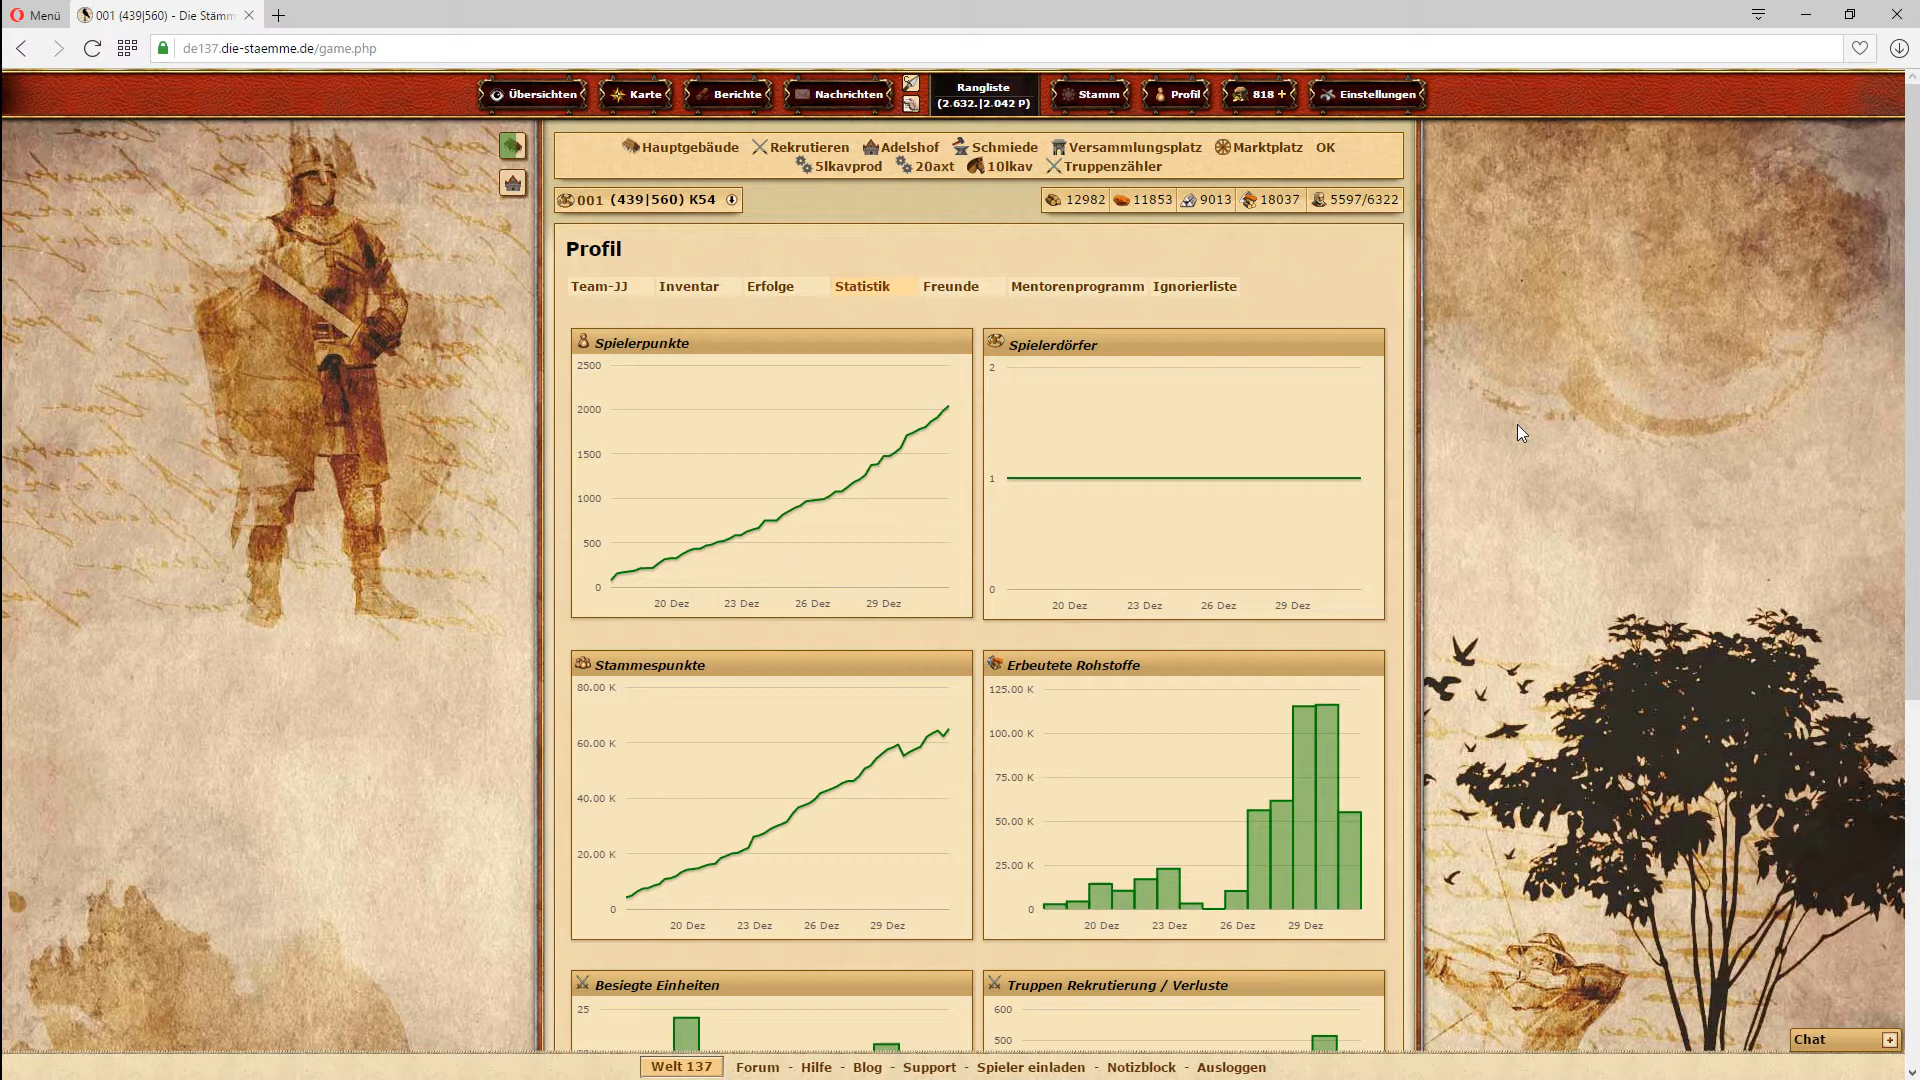 Menü
001 (439|560) - Die Stämm
de137.die-staemme.de/game.php
Übersichten
Karte
Berichte
Nachrichten
Rangliste
(2.632.|2.042 P)
Stamm
Profil
818 +
Einstellungen
Hauptgebäude Rekrutieren Adelshof Schmiede Versammlungsplatz Marktplatz OK
5lkavprod 20axt 10lkav Truppenzähler
001 (439|560) K54
12982 11853 9013 18037 5597/6322
Profil
Team-JJ Inventar Erfolge Statistik Freunde Mentorenprogramm Ignorierliste
Spielerpunkte
2500
2000
1500
1000
500
0
20 Dez 23 Dez 26 Dez 29 Dez
Spielerdörfer
2
1
0
20 Dez 23 Dez 26 Dez 29 Dez
Stammespunkte
80.00 K
60.00 K
40.00 K
20.00 K
0
20 Dez 23 Dez 26 Dez 29 Dez
Erbeutete Rohstoffe
125.00 K
100.00 K
75.00 K
50.00 K
25.00 K
0
20 Dez 23 Dez 26 Dez 29 Dez
Besiegte Einheiten
25
Truppen Rekrutierung / Verluste
600
500
Chat +
Welt 137 Forum - Hilfe - Blog - Support - Spieler einladen - Notizblock - Ausloggen